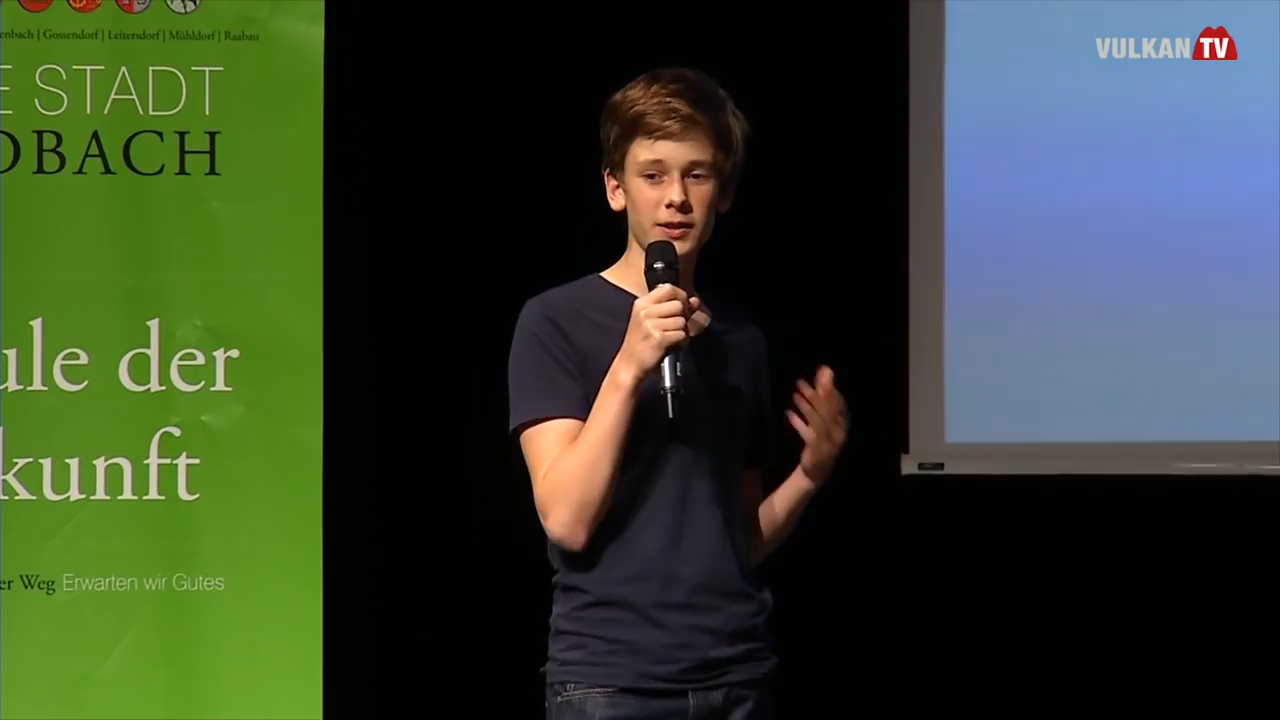 enbach | Gossendorf | Leitersdorf | Mühldorf | Raabau
E STADT
DBACH
ule der
kunft
er Weg Erwarten wir Gutes
VULKAN TV